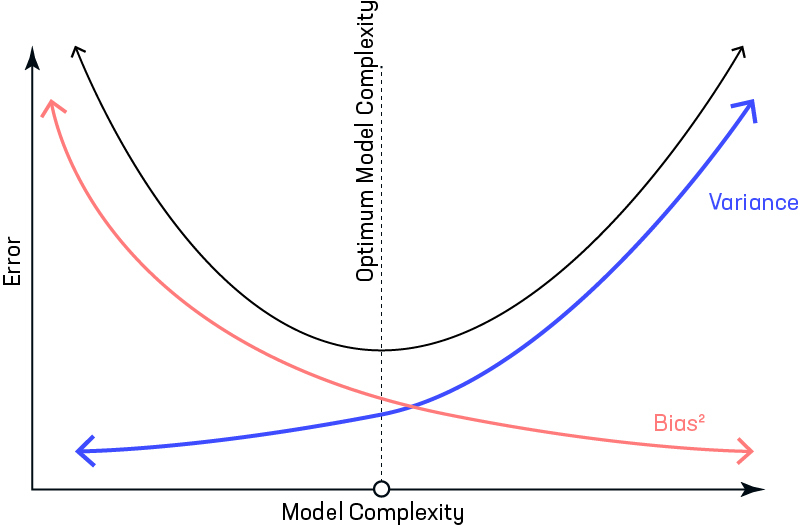 Optimum Model Complexity
Error
Variance
Bias²
Model Complexity